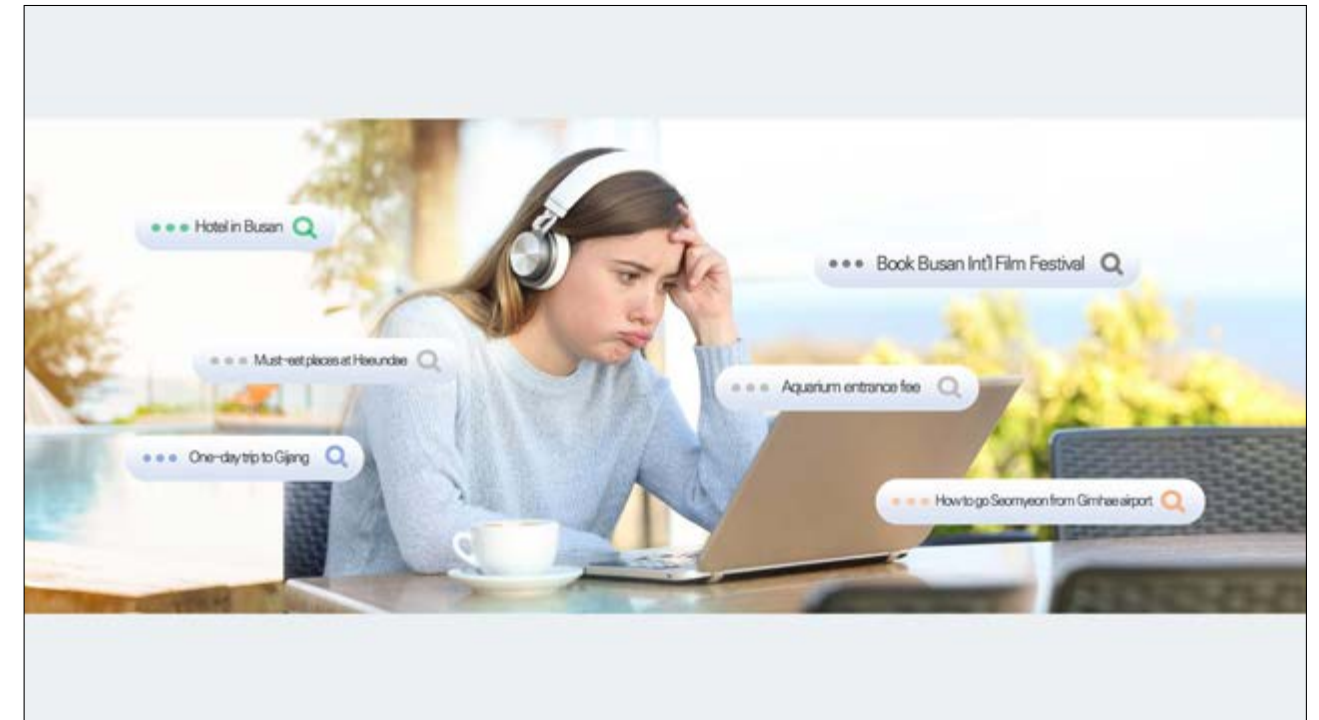 Hotel in Busan
Book Busan Int'l Film Festival
Must-eat places at Haeundae
Aquarium entrance fee
One-day trip to Gijang
How to go Seomyeon from Gimhae airport